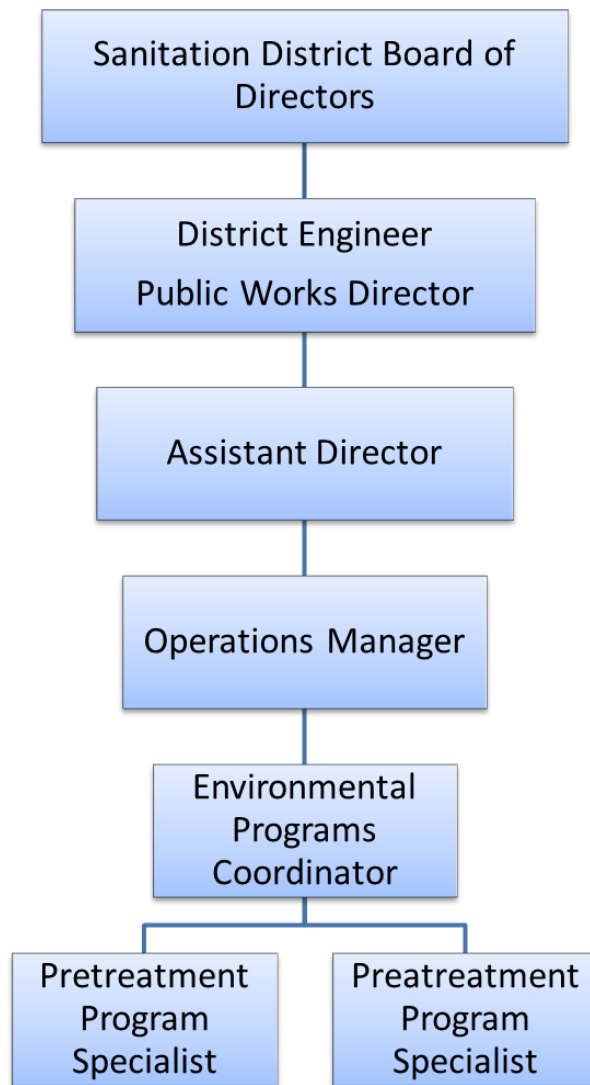 Sanitation District Board of
Directors
District Engineer
Public Works Director
Assistant Director
Operations Manager
Environmental
Programs
Coordinator
Pretreatment
Program
Specialist
Preatreatment
Program
Specialist